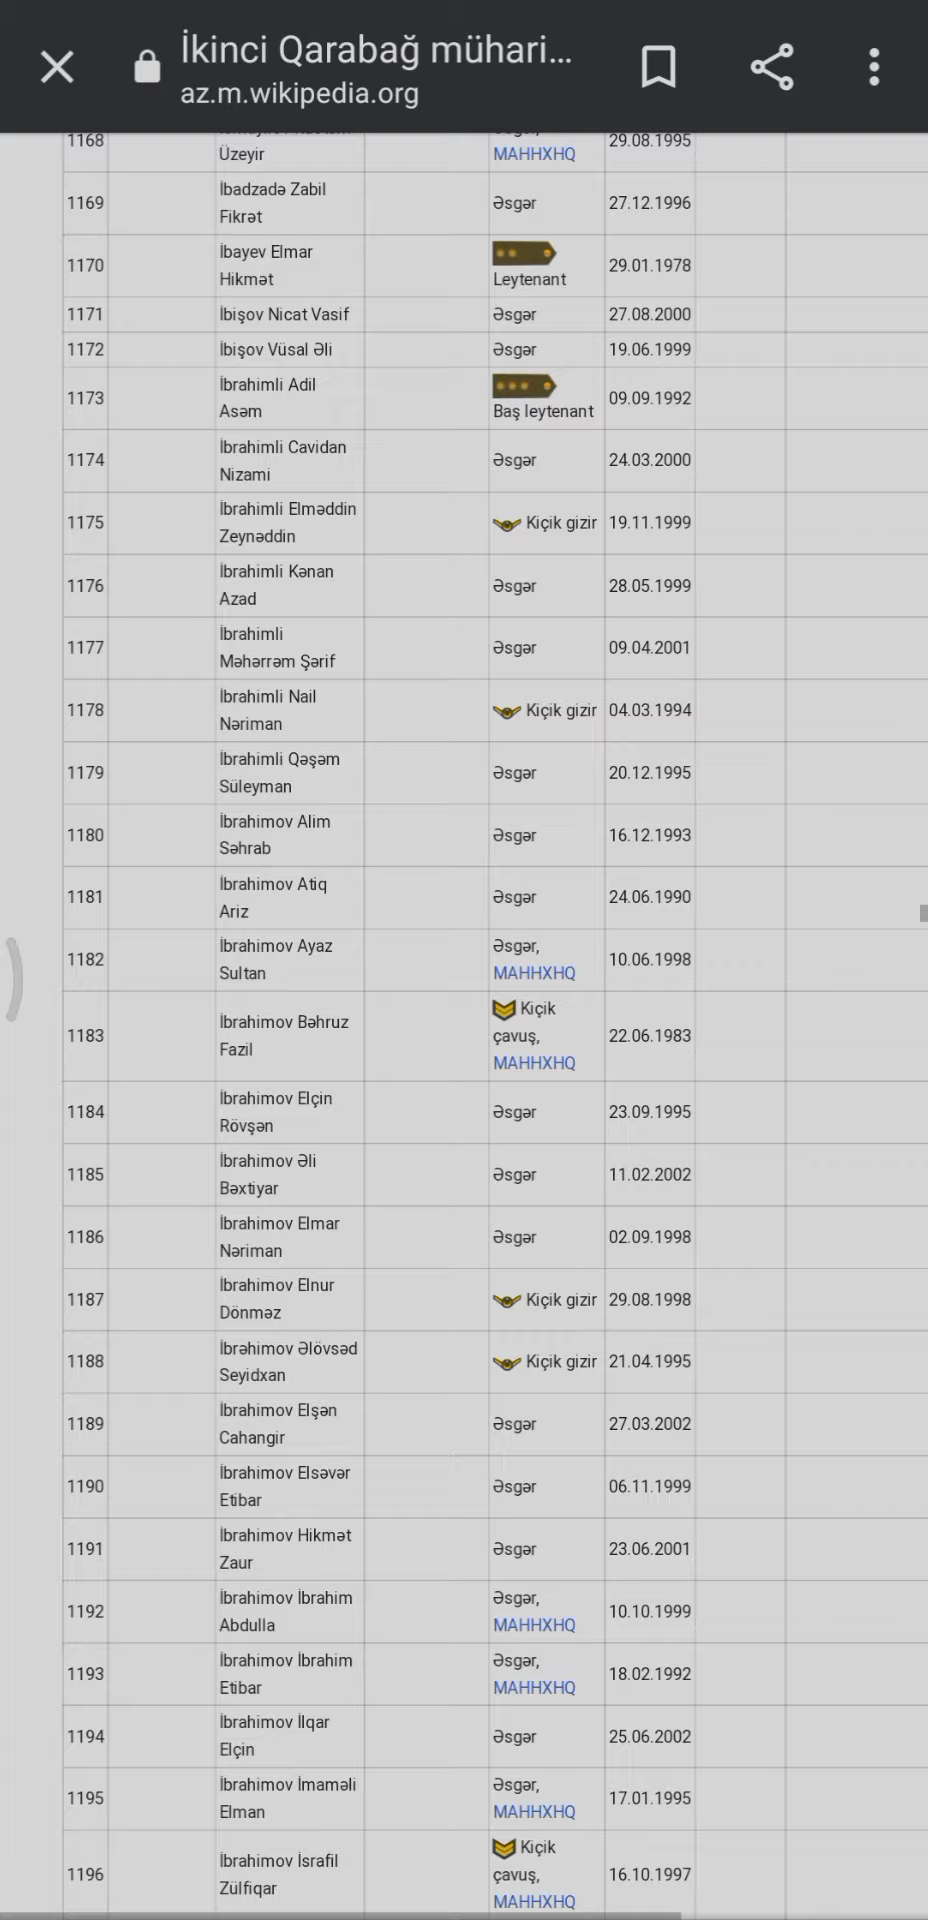 İkinci Qarabağ mühari...
az.m.wikipedia.org
1168
Üzeyir
MAHHXHQ
29.08.1995
1169
İbadzadə Zabil
Fikrət
Əsgər
27.12.1996
1170
İbayev Elmar
Hikmət
Leytenant
29.01.1978
1171
İbişov Nicat Vasif
Əsgər
27.08.2000
1172
İbişov Vüsal Əli
Əsgər
19.06.1999
1173
İbrahimli Adil
Asəm
Baş leytenant
09.09.1992
1174
İbrahimli Cavidan
Nizami
Əsgər
24.03.2000
1175
İbrahimli Elməddin
Zeynəddin
Kiçik gizir
19.11.1999
1176
İbrahimli Kənan
Azad
Əsgər
28.05.1999
1177
İbrahimli
Məhərrəm Şərif
Əsgər
09.04.2001
1178
İbrahimli Nail
Nəriman
Kiçik gizir
04.03.1994
1179
İbrahimli Qəşəm
Süleyman
Əsgər
20.12.1995
1180
İbrahimov Alim
Səhrab
Əsgər
16.12.1993
1181
İbrahimov Atiq
Ariz
Əsgər
24.06.1990
1182
İbrahimov Ayaz
Sultan
Əsgər,
MAHHXHQ
10.06.1998
1183
İbrahimov Bəhruz
Fazil
Kiçik
çavuş,
MAHHXHQ
22.06.1983
1184
İbrahimov Elçin
Rövşən
Əsgər
23.09.1995
1185
İbrahimov Əli
Bəxtiyar
Əsgər
11.02.2002
1186
İbrahimov Elmar
Nəriman
Əsgər
02.09.1998
1187
İbrahimov Elnur
Dönməz
Kiçik gizir
29.08.1998
1188
İbrəhimov Əlövsəd
Seyidxan
Kiçik gizir
21.04.1995
1189
İbrahimov Elşən
Cahangir
Əsgər
27.03.2002
1190
İbrahimov Elsəvər
Etibar
Əsgər
06.11.1999
1191
İbrahimov Hikmət
Zaur
Əsgər
23.06.2001
1192
İbrahimov İbrahim
Abdulla
Əsgər,
MAHHXHQ
10.10.1999
1193
İbrahimov İbrahim
Etibar
Əsgər,
MAHHXHQ
18.02.1992
1194
İbrahimov İlqar
Elçin
Əsgər
25.06.2002
1195
İbrahimov İmaməli
Elman
Əsgər,
MAHHXHQ
17.01.1995
1196
İbrahimov İsrafil
Zülfiqar
Kiçik
çavuş,
MAHHXHQ
16.10.1997